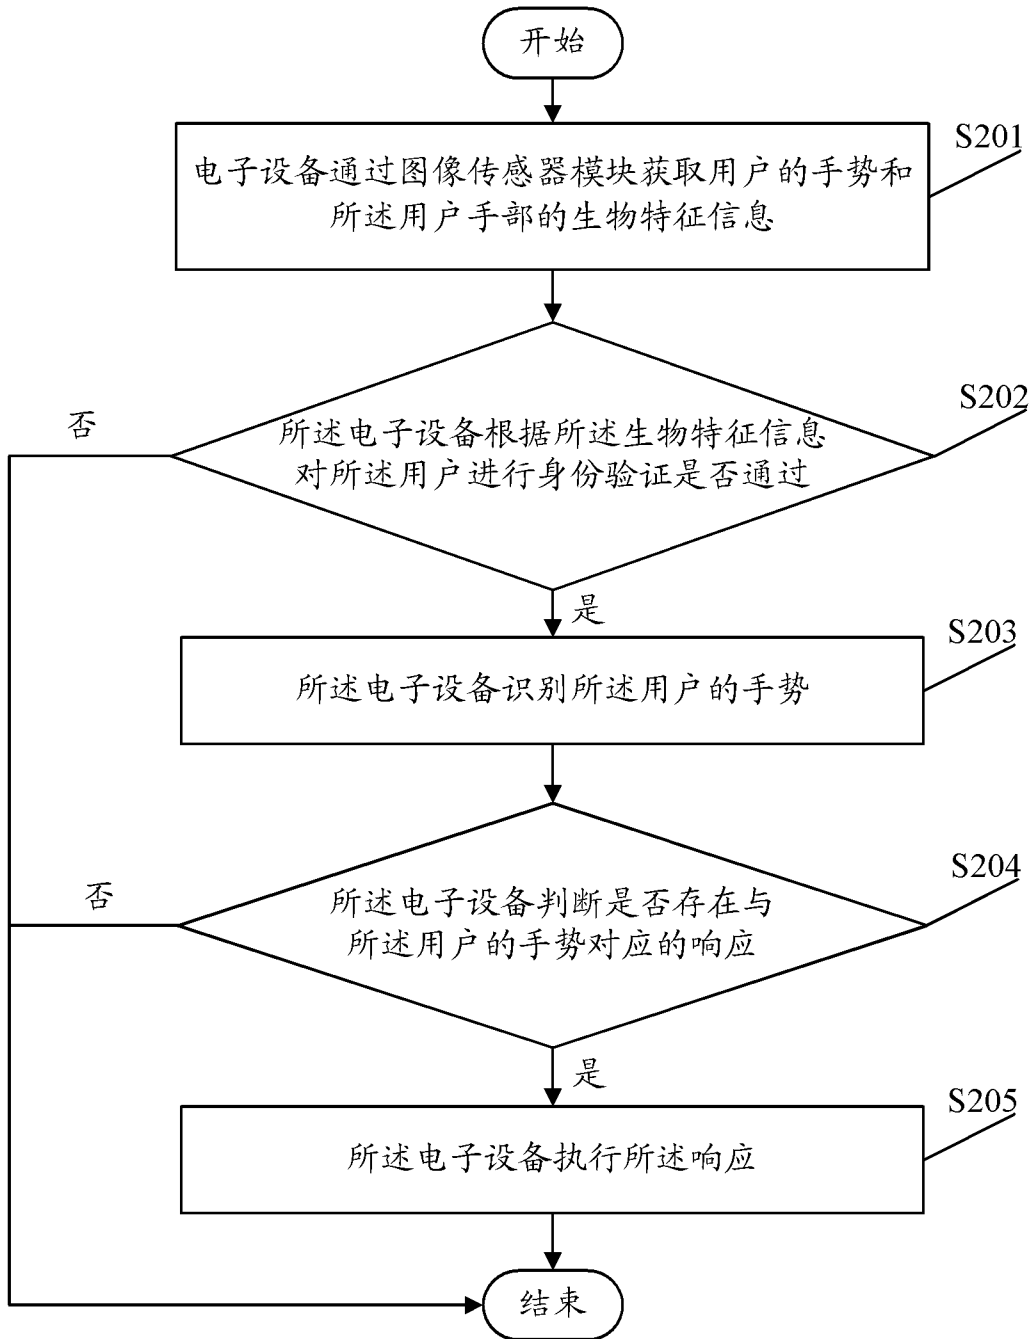 开始
S201
电子设备通过图像传感器模块获取用户的手势和
所述用户手部的生物特征信息
S202
否
所述电子设备根据所述生物特征信息
对所述用户进行身份验证是否通过
是
S203
所述电子设备识别所述用户的手势
S204
否
所述电子设备判断是否存在与
所述用户的手势对应的响应
是
S205
所述电子设备执行所述响应
结束